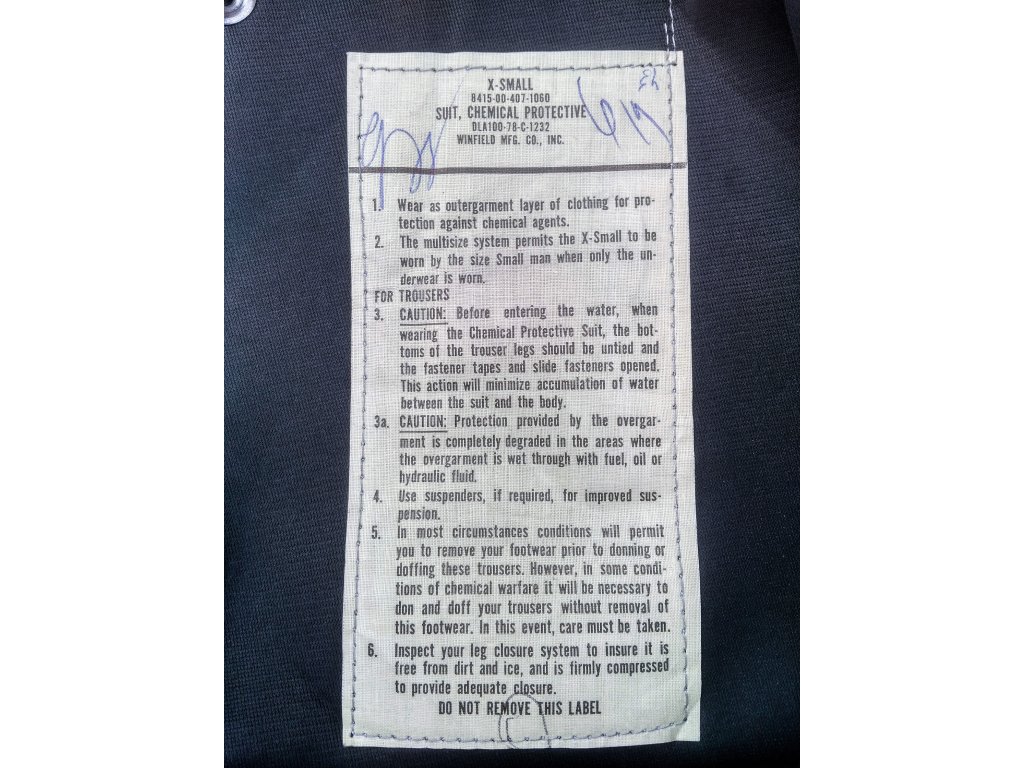 X-SMALL
8415-00-407-1060
SUIT, CHEMICAL PROTECTIVE
DLA100-78-C-1232
WINFIELD MFG. CO., INC.
1. Wear as outergarment layer of clothing for pro-
tection against chemical agents.
2. The multisize system permits the X-Small to be
worn by the size Small man when only the un-
derwear is worn.
FOR TROUSERS
3. CAUTION: Before entering the water, when
wearing the Chemical Protective Suit, the bot-
toms of the trouser legs should be untied and
the fastener tapes and slide fasteners opened.
This action will minimize accumulation of water
between the suit and the body.
3a. CAUTION: Protection provided by the overgar-
ment is completely degraded in the areas where
the overgarment is wet through with fuel, oil or
hydraulic fluid.
4. Use suspenders, if required, for improved sus-
pension.
5. In most circumstances conditions will permit
you to remove your footwear prior to donning or
doffing these trousers. However, in some condi-
tions of chemical warfare it will be necessary to
don and doff your trousers without removal of
this footwear. In this event, care must be taken.
6. Inspect your leg closure system to insure it is
free from dirt and ice, and is firmly compressed
to provide adequate closure.
DO NOT REMOVE THIS LABEL